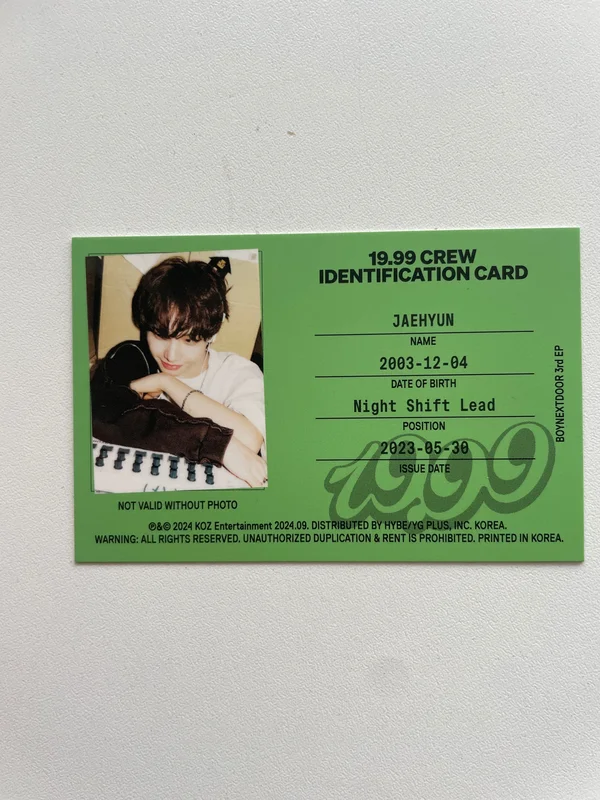 19.99 CREW
IDENTIFICATION CARD
JAEHYUN
NAME
2003-12-04
DATE OF BIRTH
Night Shift Lead
POSITION
2023-05-30
ISSUE DATE
1999
BOYNEXTDOOR 3rd EP
NOT VALID WITHOUT PHOTO
℗&© 2024 KOZ Entertainment 2024.09. DISTRIBUTED BY HYBE/YG PLUS, INC. KOREA.
WARNING: ALL RIGHTS RESERVED. UNAUTHORIZED DUPLICATION & RENT IS PROHIBITED. PRINTED IN KOREA.